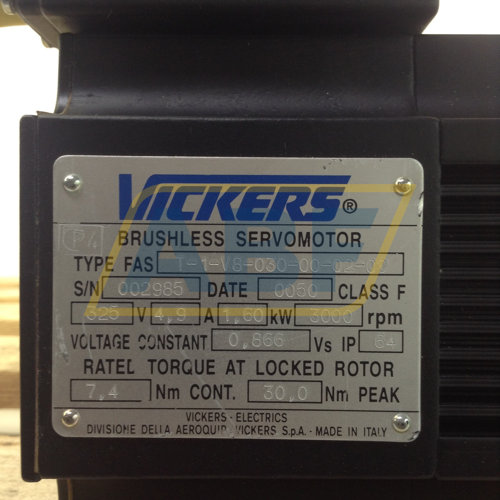 VICKERS®
P/4
BRUSHLESS SERVOMOTOR
TYPE FAS
S/N 002985 DATE 0050 CLASS F
325 V 4,9 A 1,60 kW 3000 rpm
VOLTAGE CONSTANT 0,866 Vs IP 64
RATED TORQUE AT LOCKED ROTOR
7,4 Nm CONT. 30,0 Nm PEAK
VICKERS - ELECTRICS
DIVISIONE DELLA AEROQUIP VICKERS S.p.A. - MADE IN ITALY